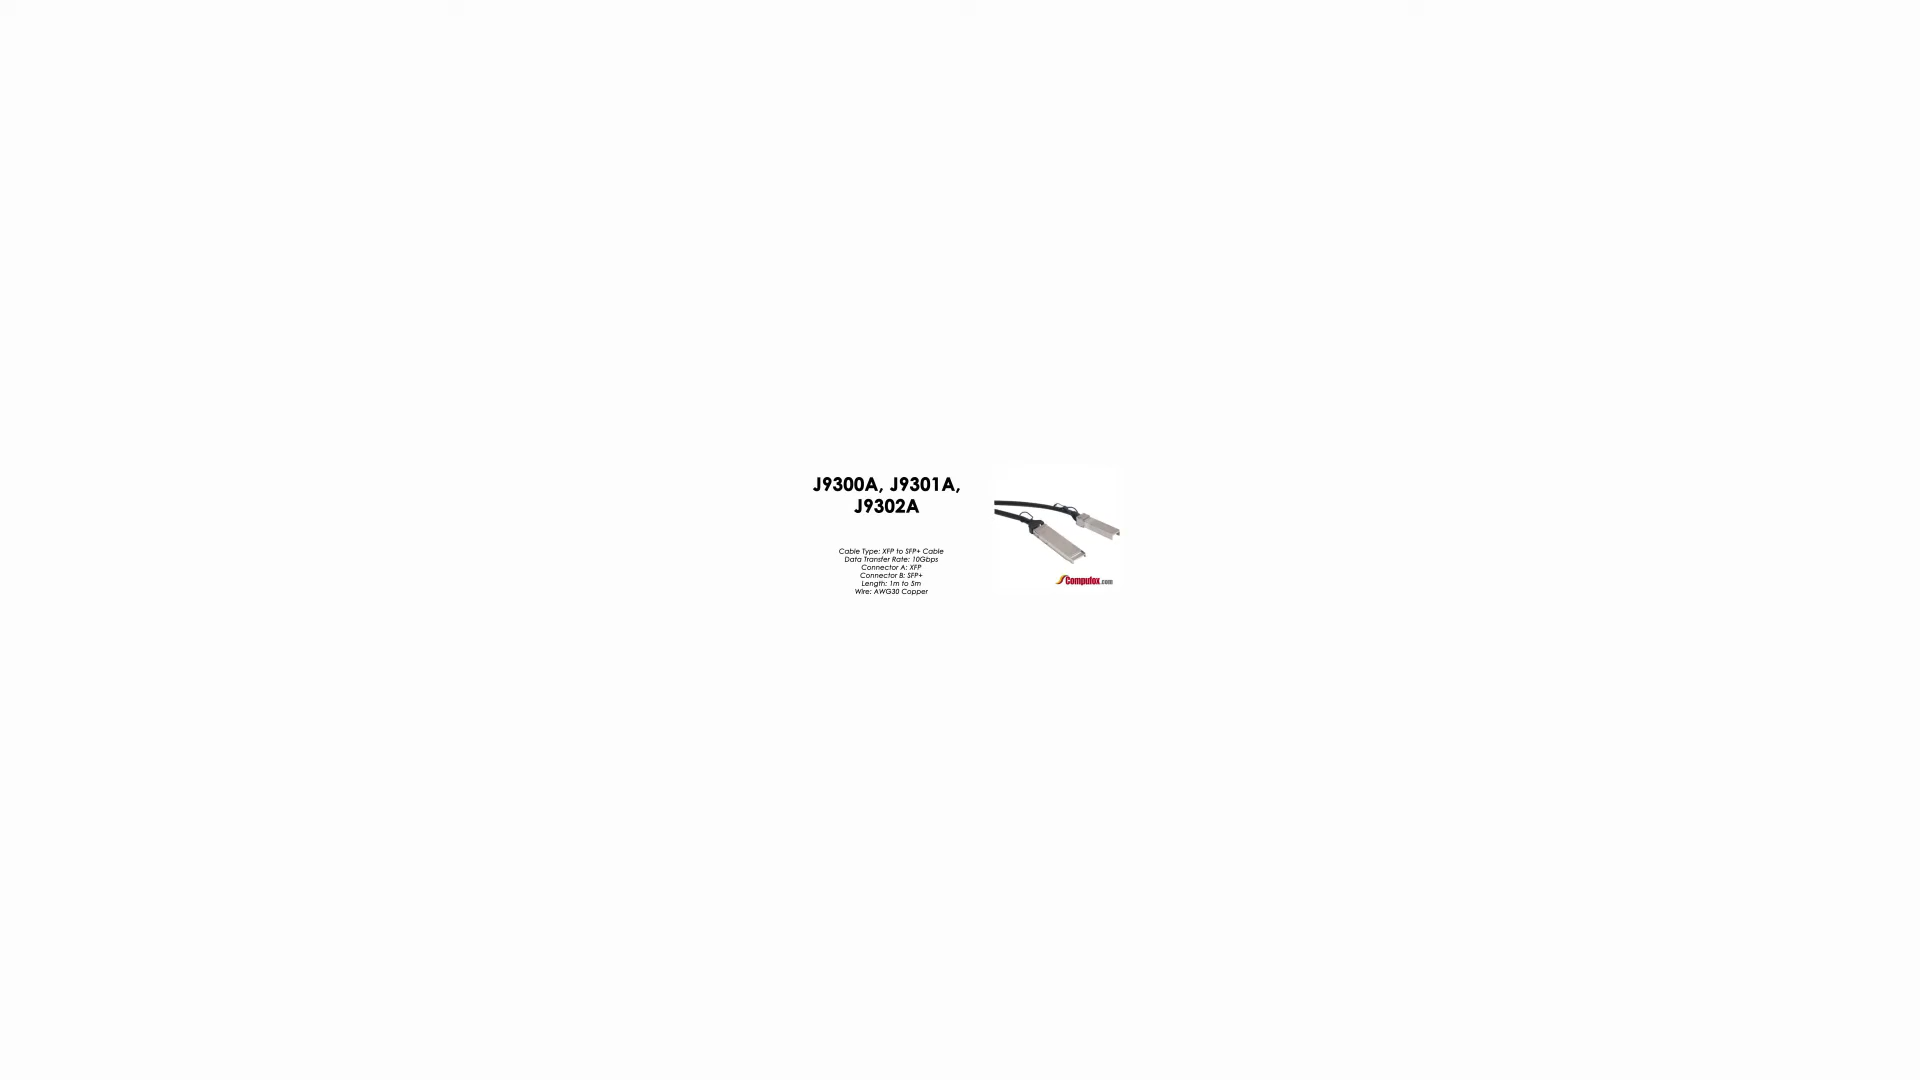 J9300A, J9301A,
J9302A
Cable Type: XFP to SFP+ Cable
Data Transfer Rate: 10Gbps
Connector A: XFP
Connector B: SFP+
Length: 1m to 5m
Wire: AWG30 Copper
Compufox.com